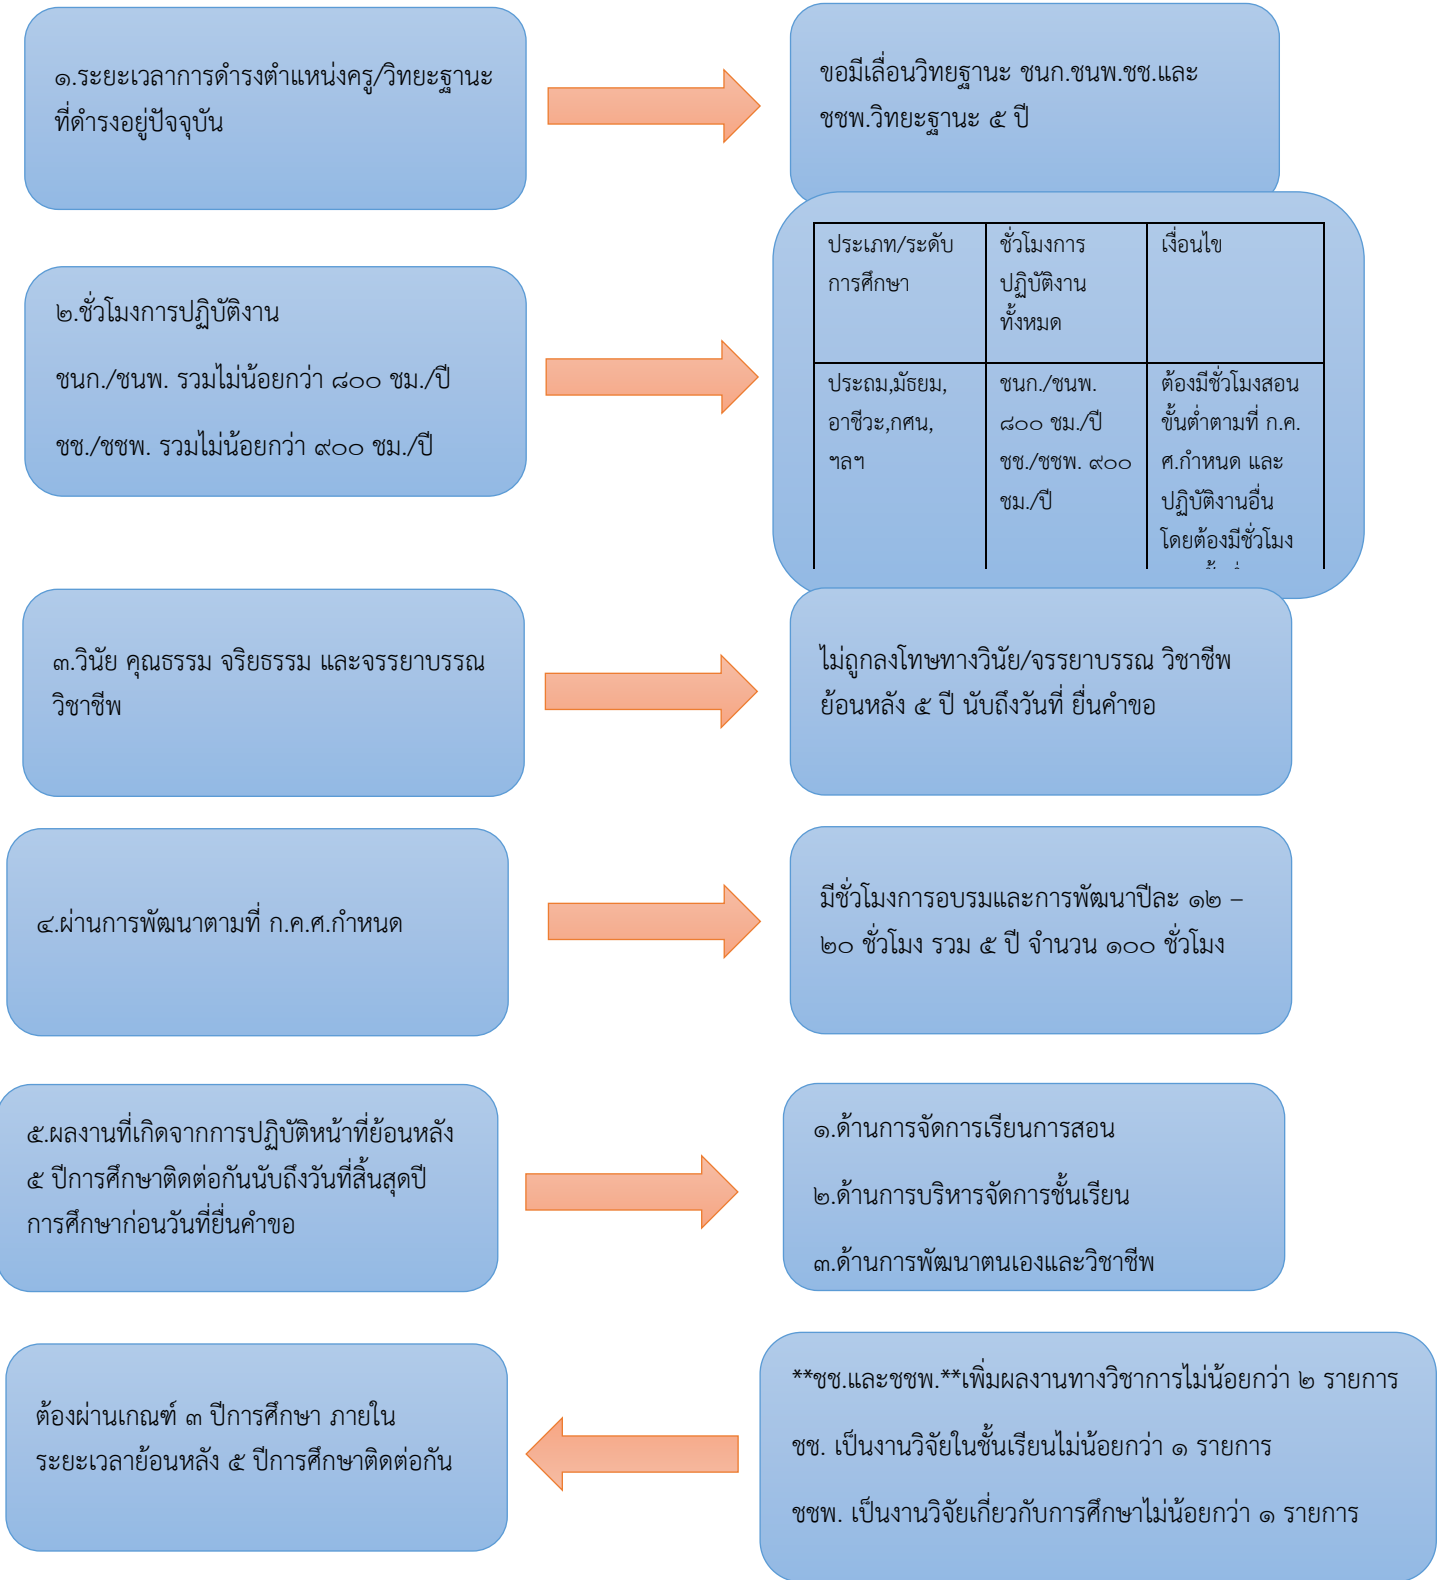 ๑.ระยะเวลาการดำรงตำแหน่งครู/วิทยะฐานะ
ที่ดำรงอยู่ปัจจุบัน
ขอมีเลื่อนวิทยฐานะ ชนก.ชนพ.ชช.และ
ชชพ.วิทยะฐานะ ๕ ปี
๒.ชั่วโมงการปฏิบัติงาน
ชนก./ชนพ. รวมไม่น้อยกว่า ๘๐๐ ชม./ปี
ชช./ชชพ. รวมไม่น้อยกว่า ๙๐๐ ชม./ปี
ประเภท/ระดับ
การศึกษา
ชั่วโมงการ
ปฏิบัติงาน
ทั้งหมด
เงื่อนไข
ประถม,มัธยม,
อาชีวะ,กศน,
ฯลฯ
ชนก./ชนพ.
๘๐๐ ชม./ปี
ชช./ชชพ. ๙๐๐
ชม./ปี
ต้องมีชั่วโมงสอน
ขั้นต่ำตามที่ ก.ค.
ศ.กำหนด และ
ปฏิบัติงานอื่น
โดยต้องมีชั่วโมง
๓.วินัย คุณธรรม จริยธรรม และจรรยาบรรณ
วิชาชีพ
ไม่ถูกลงโทษทางวินัย/จรรยาบรรณ วิชาชีพ
ย้อนหลัง ๕ ปี นับถึงวันที่ ยื่นคำขอ
๔.ผ่านการพัฒนาตามที่ ก.ค.ศ.กำหนด
มีชั่วโมงการอบรมและการพัฒนาปีละ ๑๒ –
๒๐ ชั่วโมง รวม ๕ ปี จำนวน ๑๐๐ ชั่วโมง
๕.ผลงานที่เกิดจากการปฏิบัติหน้าที่ย้อนหลัง
๕ ปีการศึกษาติดต่อกันนับถึงวันที่สิ้นสุดปี
การศึกษาก่อนวันที่ยื่นคำขอ
๑.ด้านการจัดการเรียนการสอน
๒.ด้านการบริหารจัดการชั้นเรียน
๓.ด้านการพัฒนาตนเองและวิชาชีพ
ต้องผ่านเกณฑ์ ๓ ปีการศึกษา ภายใน
ระยะเวลาย้อนหลัง ๕ ปีการศึกษาติดต่อกัน
**ชช.และชชพ.**เพิ่มผลงานทางวิชาการไม่น้อยกว่า ๒ รายการ
ชช. เป็นงานวิจัยในชั้นเรียนไม่น้อยกว่า ๑ รายการ
ชชพ. เป็นงานวิจัยเกี่ยวกับการศึกษาไม่น้อยกว่า ๑ รายการ